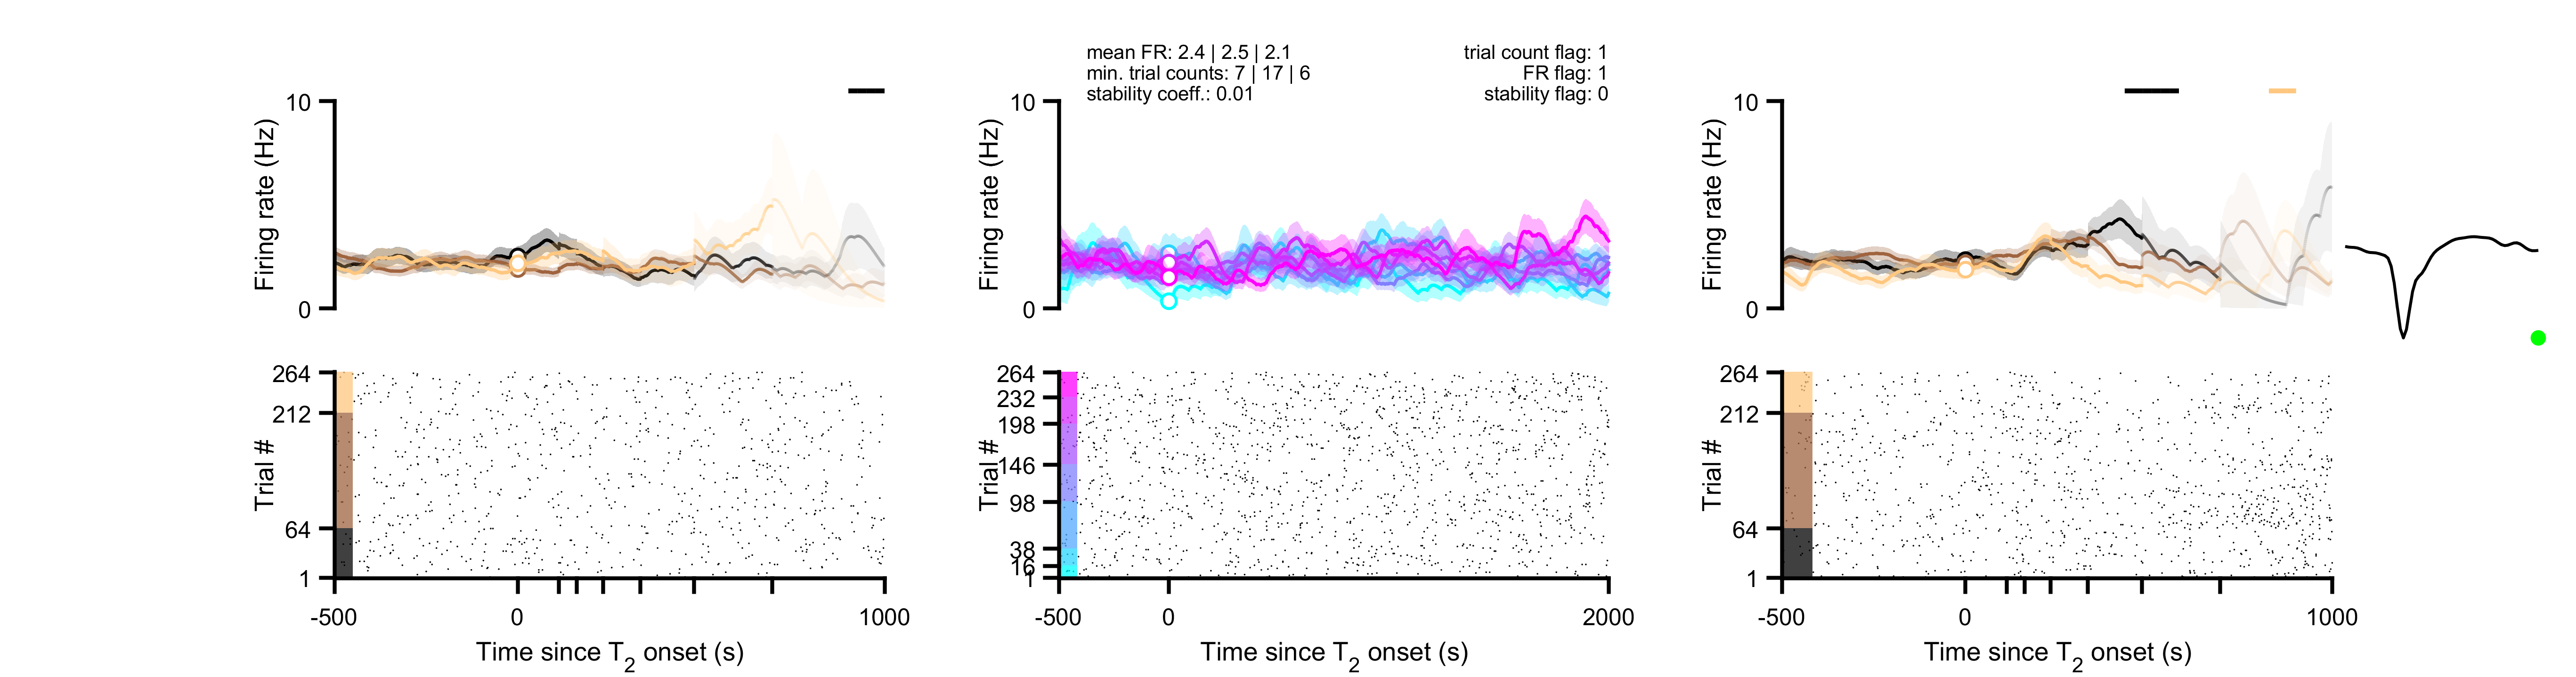 mean FR: 2.4 | 2.5 | 2.1
min. trial counts: 7 | 17 | 6
stability coeff.: 0.01
trial count flag: 1
FR flag: 1
stability flag: 0
10
Firing rate (Hz)
0
264
212
Trial #
64
1
-500
0
1000
Time since T2 onset (s)
10
Firing rate (Hz)
0
264
232
198
Trial #
146
98
38
16
1
-500
0
2000
Time since T2 onset (s)
10
Firing rate (Hz)
0
264
212
Trial #
64
1
-500
0
1000
Time since T2 onset (s)